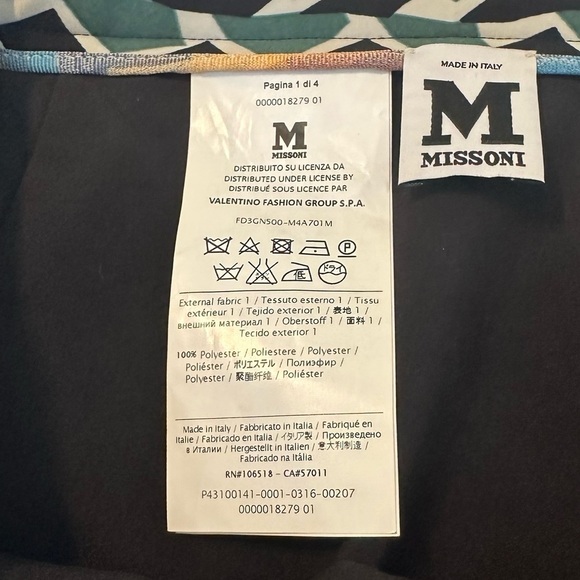 Pagina 1 di 4
0000018279 01
M
MISSONI
DISTRIBUITO SU LICENZA DA
DISTRIBUTED UNDER LICENSE BY
DISTRIBUÉ SOUS LICENCE PAR
VALENTINO FASHION GROUP S.P.A.
FD3GN500-M4A701M
低
ドライ
External fabric 1 / Tessuto esterno 1 / Tissu
extérieur 1 / Tejido exterior 1 / 表地 1 /
внешний материал 1 / Oberstoff 1 / 面料 1 /
Tecido exterior 1
100% Polyester / Poliestere / Polyester /
Poliéster / ポリエステル / Полиэфир /
Polyester / 聚酯纤维 / Poliéster
Made in Italy / Fabbricato in Italia / Fabriqué en
Italie / Fabricado en Italia / イタリア製 / Произведено
в Италии / Hergestellt in Italien / 意大利制造 /
Fabricado na Itália
RN#106518 - CA#57011
P43100141-0001-0316-00207
0000018279 01
MADE IN ITALY
M
MISSONI